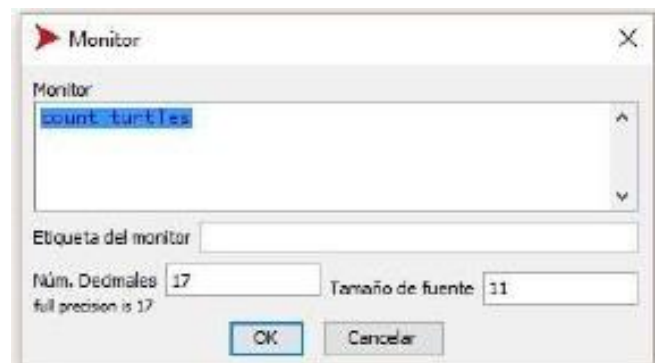 Monitor
Monitor
count turtles
Etiqueta del monitor
Núm. Decimales 17
Tamaño de fuente 11
full precision is 17
OK Cancelar